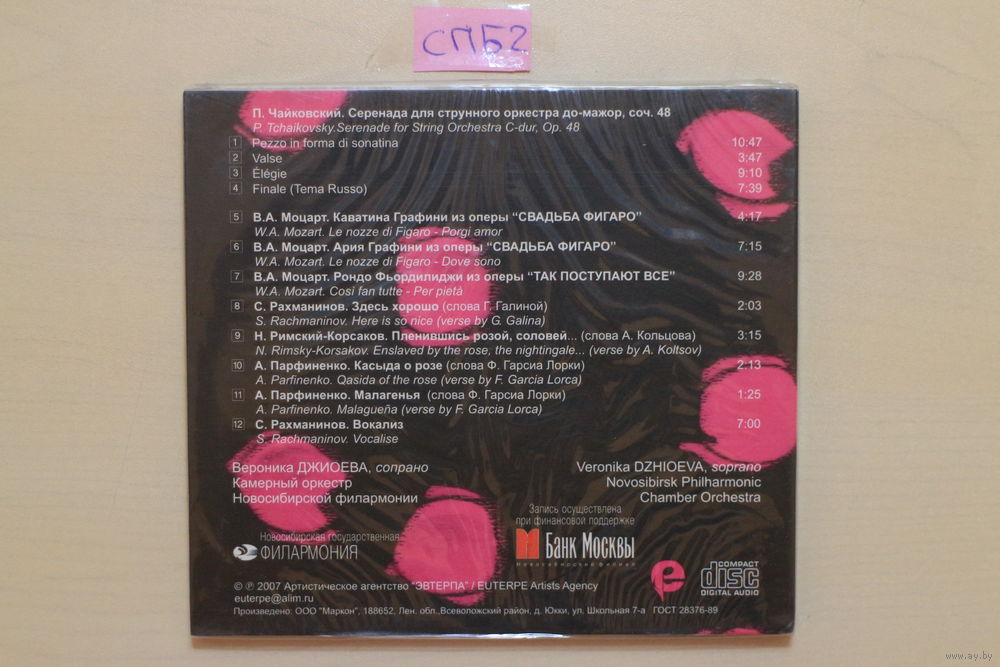 СПБ2
П. Чайковский. Серенада для струнного оркестра до-мажор, соч. 48
P. Tchaikovsky.Serenade for String Orchestra C-dur, Op. 48
1 Pezzo in forma di sonatina 10:47
2 Valse 3:47
3 Élégie 9:10
4 Finale (Tema Russo) 7:39
5 В.А. Моцарт. Каватина Графини из оперы “СВАДЬБА ФИГАРО” 4:17
W.A. Mozart. Le nozze di Figaro - Porgi amor
6 В.А. Моцарт. Ария Графини из оперы “СВАДЬБА ФИГАРО” 7:15
W.A. Mozart. Le nozze di Figaro - Dove sono
7 В.А. Моцарт. Рондо Фьордилиджи из оперы “ТАК ПОСТУПАЮТ ВСЕ” 9:28
W.A. Mozart. Cosi fan tutte - Per pietà
8 С. Рахманинов. Здесь хорошо (слова Г. Галиной) 2:03
S. Rachmaninov. Here is so nice (verse by G. Galina)
9 Н. Римский-Корсаков. Пленившись розой, соловей... (слова А. Кольцова) 3:15
N. Rimsky-Korsakov. Enslaved by the rose, the nightingale... (verse by A. Koltsov)
10 А. Парфиненко. Касыда о розе (слова Ф. Гарсиа Лорки) 2:13
A. Parfinenko. Qasida of the rose (verse by F. Garcia Lorca)
11 А. Парфиненко. Малагенья (слова Ф. Гарсиа Лорки) 1:25
A. Parfinenko. Malagueña (verse by F. Garcia Lorca)
12 С. Рахманинов. Вокализ 7:00
S. Rachmaninov. Vocalise
Вероника ДЖИОЕВА, сопрано
Камерный оркестр
Новосибирской филармонии
Veronika DZHIOEVA, soprano
Novosibirsk Philharmonic
Chamber Orchestra
Новосибирская государственная
ФИЛАРМОНИЯ
Запись осуществлена
при финансовой поддержке
БАНК МОСКВЫ
Новосибирский филиал
e
COMPACT
disc
DIGITAL AUDIO
© ℗ 2007 Артистическое агентство "ЭВТЕРПА" / EUTERPE Artists Agency
euterpe@alim.ru
Произведено: ООО "Маркон", 188652, Лен. обл.,Всеволожский район, д. Юкки, ул. Школьная 7-а ГОСТ 28376-89
www.ay.by